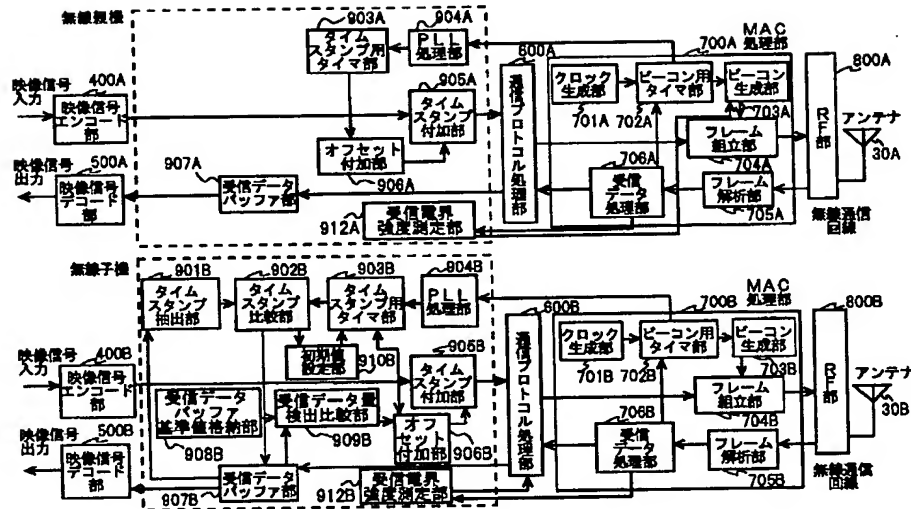 無線親機
903A
904A
タイム
スタンプ用
タイマ部
PLL
処理部
600A
700A
MAC
処理部
800A
映像信号
入力
400A
映像信号
エンコード
部
905A
タイム
スタンプ
付加部
通信プロトコル処理部
クロック
生成部
701A
ビーコン用
タイマ部
702A
ビーコン
生成部
703A
RF部
アンテナ
30A
オフセット
付加部
906A
フレーム
組立部
704A
映像信号
出力
500A
映像信号
デコード
部
907A
受信データ
バッファ部
706A
受信
データ
処理部
フレーム
解析部
705A
無線通信
回線
912A
受信電界
強度測定部
無線子機
901B
902B
903B
904B
タイム
スタンプ
抽出部
タイム
スタンプ
比較部
タイム
スタンプ用
タイマ部
PLL
処理部
600B
700B
MAC
処理部
800B
初期値
設定部
910B
映像信号
入力
400B
映像信号
エンコード
部
905B
タイム
スタンプ
付加部
通信プロトコル処理部
クロック
生成部
701B
ビーコン用
タイマ部
702B
ビーコン
生成部
703B
RF部
アンテナ
30B
受信データ
バッファ
基準値格納部
908B
受信データ量
検出比較部
909B
オフ
セット
付加部
906B
フレーム
組立部
704B
映像信号
出力
500B
映像信号
デコード
部
907B
受信データ
バッファ部
912B
受信電界
強度測定部
706B
受信
データ
処理部
フレーム
解析部
705B
無線通信
回線